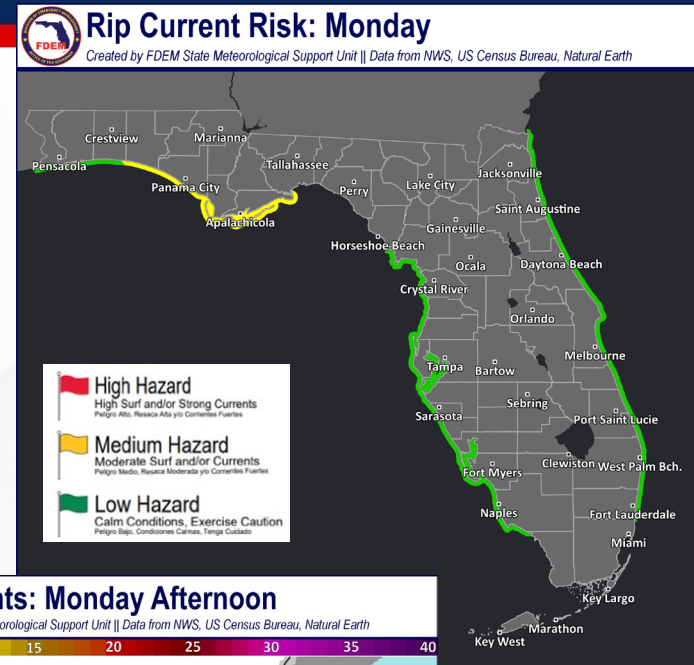 Rip Current Risk: Monday
Created by FDEM State Meteorological Support Unit || Data from NWS, US Census Bureau, Natural Earth
FDEM
Crestview
Marianna
Pensacola
Tallahassee
Panama City
Apalachicola
Perry
Lake City
Jacksonville
Saint Augustine
Gainesville
Horseshoe Beach
Ocala
Daytona Beach
Crystal River
Orlando
Melbourne
Tampa
Bartow
Sebring
Sarasota
Port Saint Lucie
Fort Myers
Clewiston
West Palm Bch.
Naples
Fort Lauderdale
Miami
Key Largo
Marathon
Key West
High Hazard
High Surf and/or Strong Currents
Peligro Alto, Resaca Alta y/o Corrientes Fuertes
Medium Hazard
Moderate Surf and/or Currents
Peligro Medio, Resaca Moderada y/o Corrientes Fuertes
Low Hazard
Calm Conditions, Exercise Caution
Peligro Bajo, Condiciones Calmas, Tenga Cuidado
ts: Monday Afternoon
orological Support Unit || Data from NWS, US Census Bureau, Natural Earth
15 20 25 30 35 40